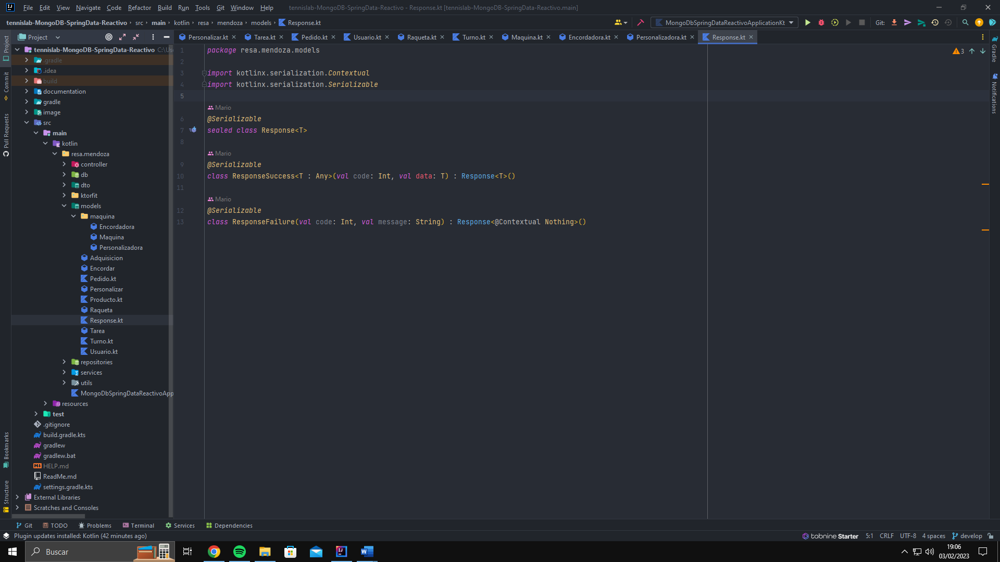 File Edit View Navigate Code Refactor Build Run Tools Git Window Help tennislab-MongoDB-SpringData-Reactivo - Response.kt [tennislab-MongoDB-SpringData-Reactivo.main]
tennislab-MongoDB-SpringData-Reactivo src main kotlin resa mendoza models Response.kt MongoDbSpringDataReactivoApplicationKt Git:
Project Personalizar.kt Tarea.kt Pedido.kt Usuario.kt Raqueta.kt Turno.kt Maquina.kt Encordadora.kt Personalizadora.kt Response.kt
Project
Commit
Pull Requests
Bookmarks
Structure
tennislab-MongoDB-SpringData-Reactivo C:\Us
.gradle
.idea
build
documentation
gradle
image
src
main
kotlin
resa.mendoza
controller
db
dto
ktorfit
models
maquina
Encordadora
Maquina
Personalizadora
Adquisicion
Encordar
Pedido.kt
Personalizar
Producto.kt
Raqueta
Response.kt
Tarea
Turno.kt
Usuario.kt
repositories
services
utils
MongoDbSpringDataReactivoApp
resources
test
.gitignore
build.gradle.kts
gradlew
gradlew.bat
HELP.md
ReadMe.md
settings.gradle.kts
External Libraries
Scratches and Consoles
1 package resa.mendoza.models
2
3 import kotlinx.serialization.Contextual
4 import kotlinx.serialization.Serializable
5
Mario
6 @Serializable
7 sealed class Response<T>
8
Mario
9 @Serializable
10 class ResponseSuccess<T : Any>(val code: Int, val data: T) : Response<T>()
11
Mario
12 @Serializable
13 class ResponseFailure(val code: Int, val message: String) : Response<@Contextual Nothing>()
3
Gradle
Notifications
Git TODO Problems Terminal Services Dependencies
Plugin updates installed: Kotlin (42 minutes ago) tabnine Starter 5:1 CRLF UTF-8 4 spaces develop
Buscar
19:06
03/02/2023